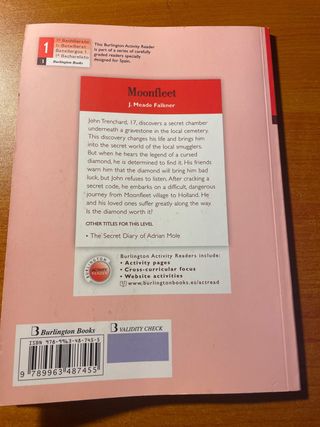 1
1º Bachillerato
1r Batxillerat
Batxilergoa 1
1º Bacharelato
Burlington Books
This Burlington Activity Reader
is part of a series of carefully
graded readers specially
designed for Spain.
Moonfleet
J. Meade Falkner
John Trenchard, 17, discovers a secret chamber
underneath a gravestone in the local cemetery.
This discovery changes his life and brings him
into the secret world of the local smugglers.
But when he hears the legend of a cursed
diamond, he is determined to find it. His friends
warn him that the diamond will bring him bad
luck, but John refuses to listen. After cracking a
secret code, he embarks on a difficult, dangerous
journey from Moonfleet village to Holland. He
and his loved ones suffer greatly along the way.
Is the diamond worth it?
OTHER TITLES FOR THIS LEVEL
• The Secret Diary of Adrian Mole
Burlington Activity Readers include:
• Activity pages
• Cross-curricular focus
• Website activities
www.burlingtonbooks.es/actread
Burlington Books
VALIDITY CHECK
ISBN 978-9963-48-745-5
9 789963 487455